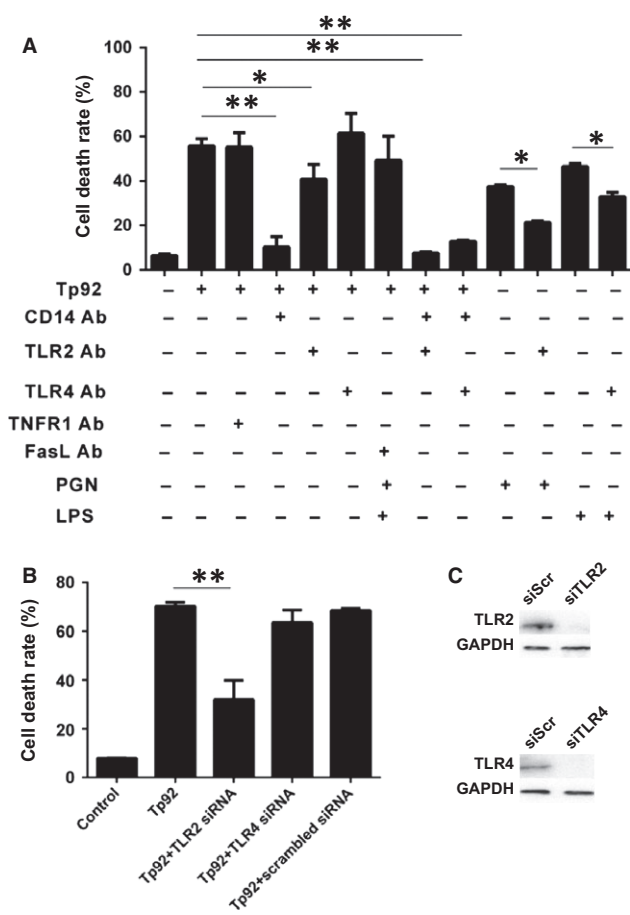 A
**
**
*
**
*
*
Cell death rate (%)
100
80
60
40
20
0
Tp92 – + + + + + + + + – – – –
CD14 Ab – – – + – – – + + – – – –
TLR2 Ab – – – – + – – + – – + – –
TLR4 Ab – – – – – + – – + – – – +
TNFR1 Ab – – + – – – – – – – – – –
FasL Ab – – – – – – + – – – – – –
PGN – – – – – – + – – + + – –
LPS – – – – – – + – – – – + +
B
**
Cell death rate (%)
80
60
40
20
0
Control
Tp92
Tp92+TLR2 siRNA
Tp92+TLR4 siRNA
Tp92+scrambled siRNA
C
siScr siTLR2
TLR2
GAPDH
siScr siTLR4
TLR4
GAPDH